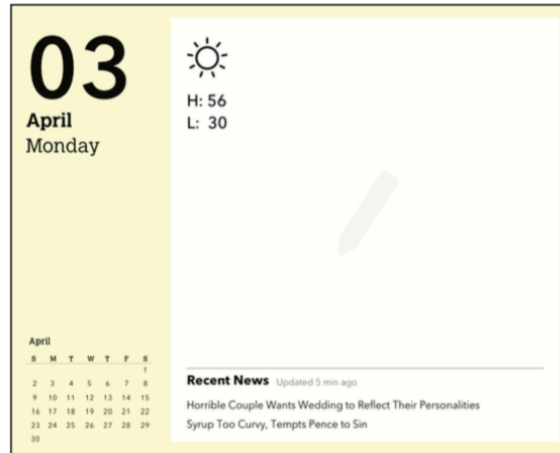 03
April
Monday
H: 56
L: 30
April
S M T W T F S
1
2 3 4 5 6 7 8
9 10 11 12 13 14 15
16 17 18 19 20 21 22
23 24 25 26 27 28 29
30
Recent News Updated 5 min ago
Horrible Couple Wants Wedding to Reflect Their Personalities
Syrup Too Curvy, Tempts Pence to Sin